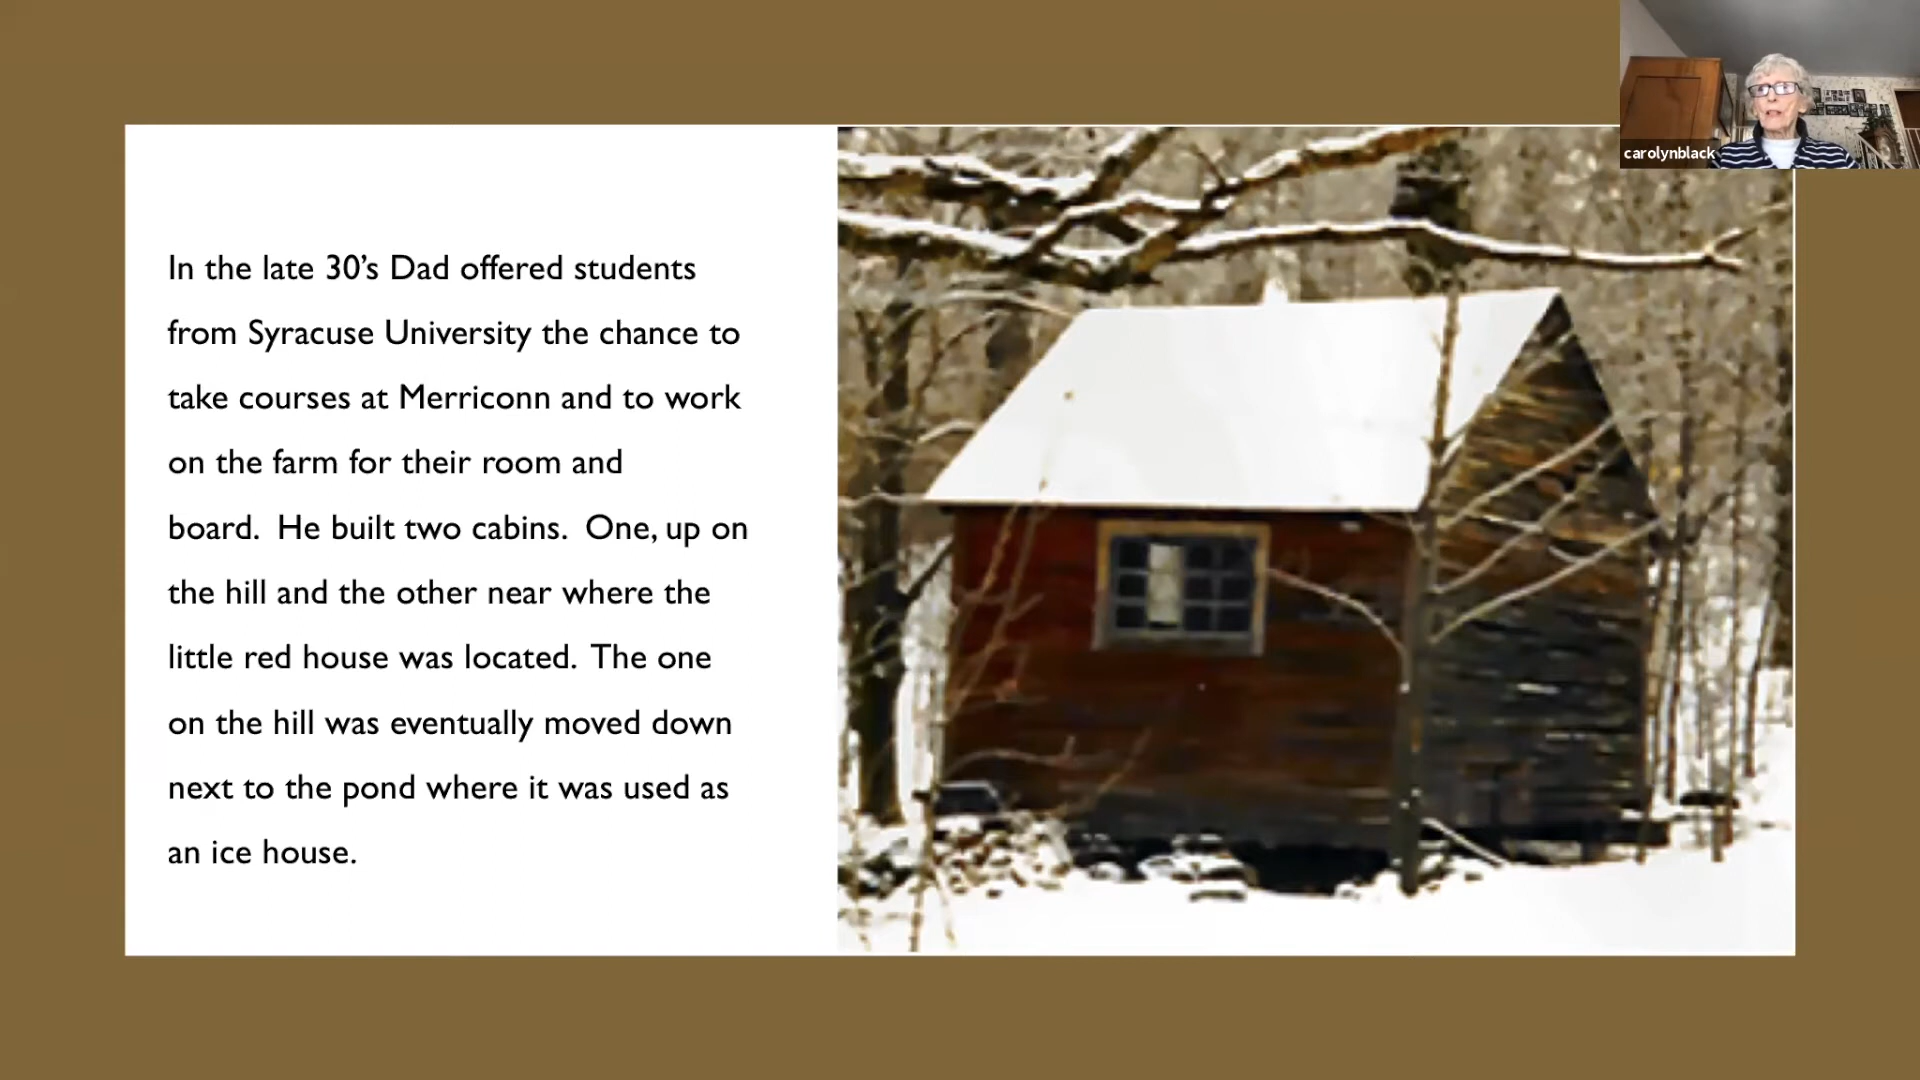 carolynblack
In the late 30’s Dad offered students
from Syracuse University the chance to
take courses at Merriconn and to work
on the farm for their room and
board.  He built two cabins.  One, up on
the hill and the other near where the
little red house was located.  The one
on the hill was eventually moved down
next to the pond where it was used as
an ice house.